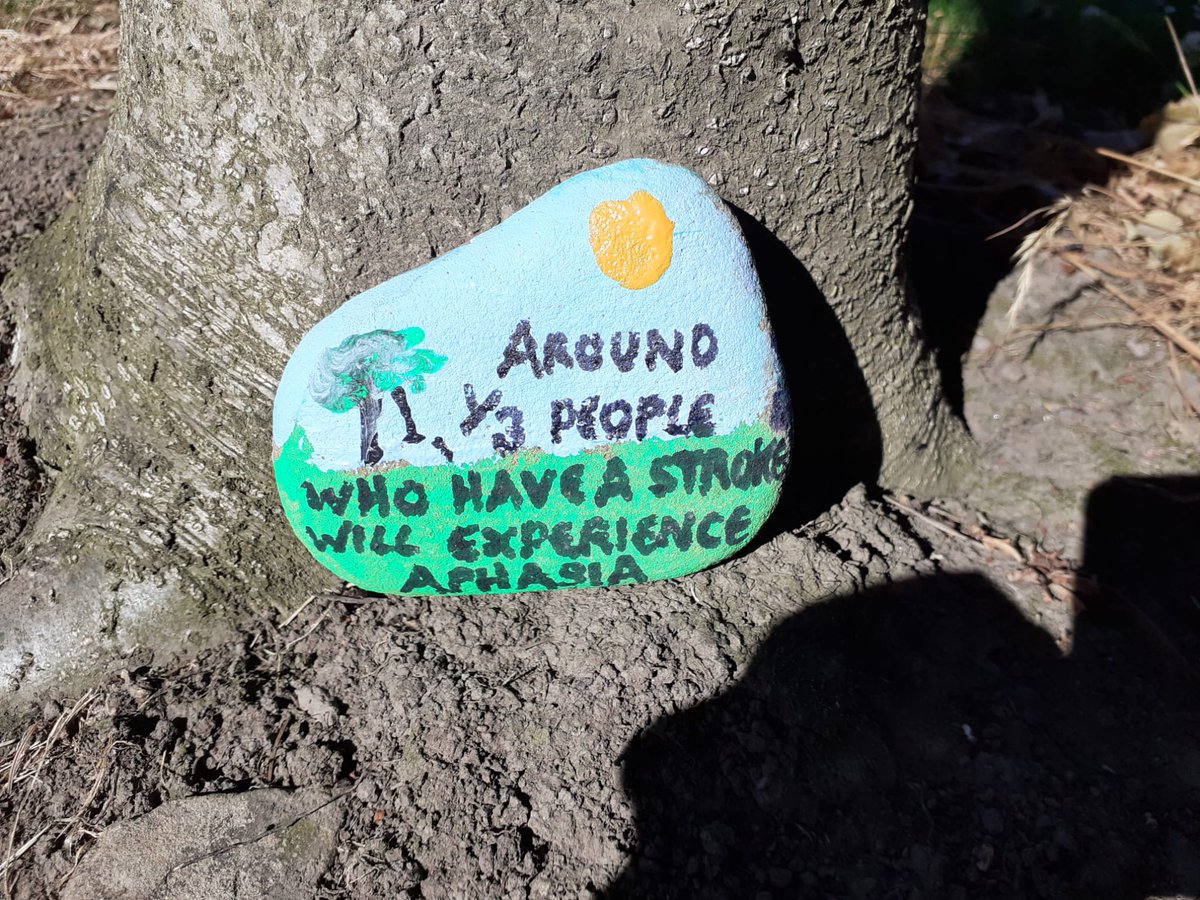 AROUND
1/3 PEOPLE
WHO HAVE A STROKE
WILL EXPERIENCE
APHASIA